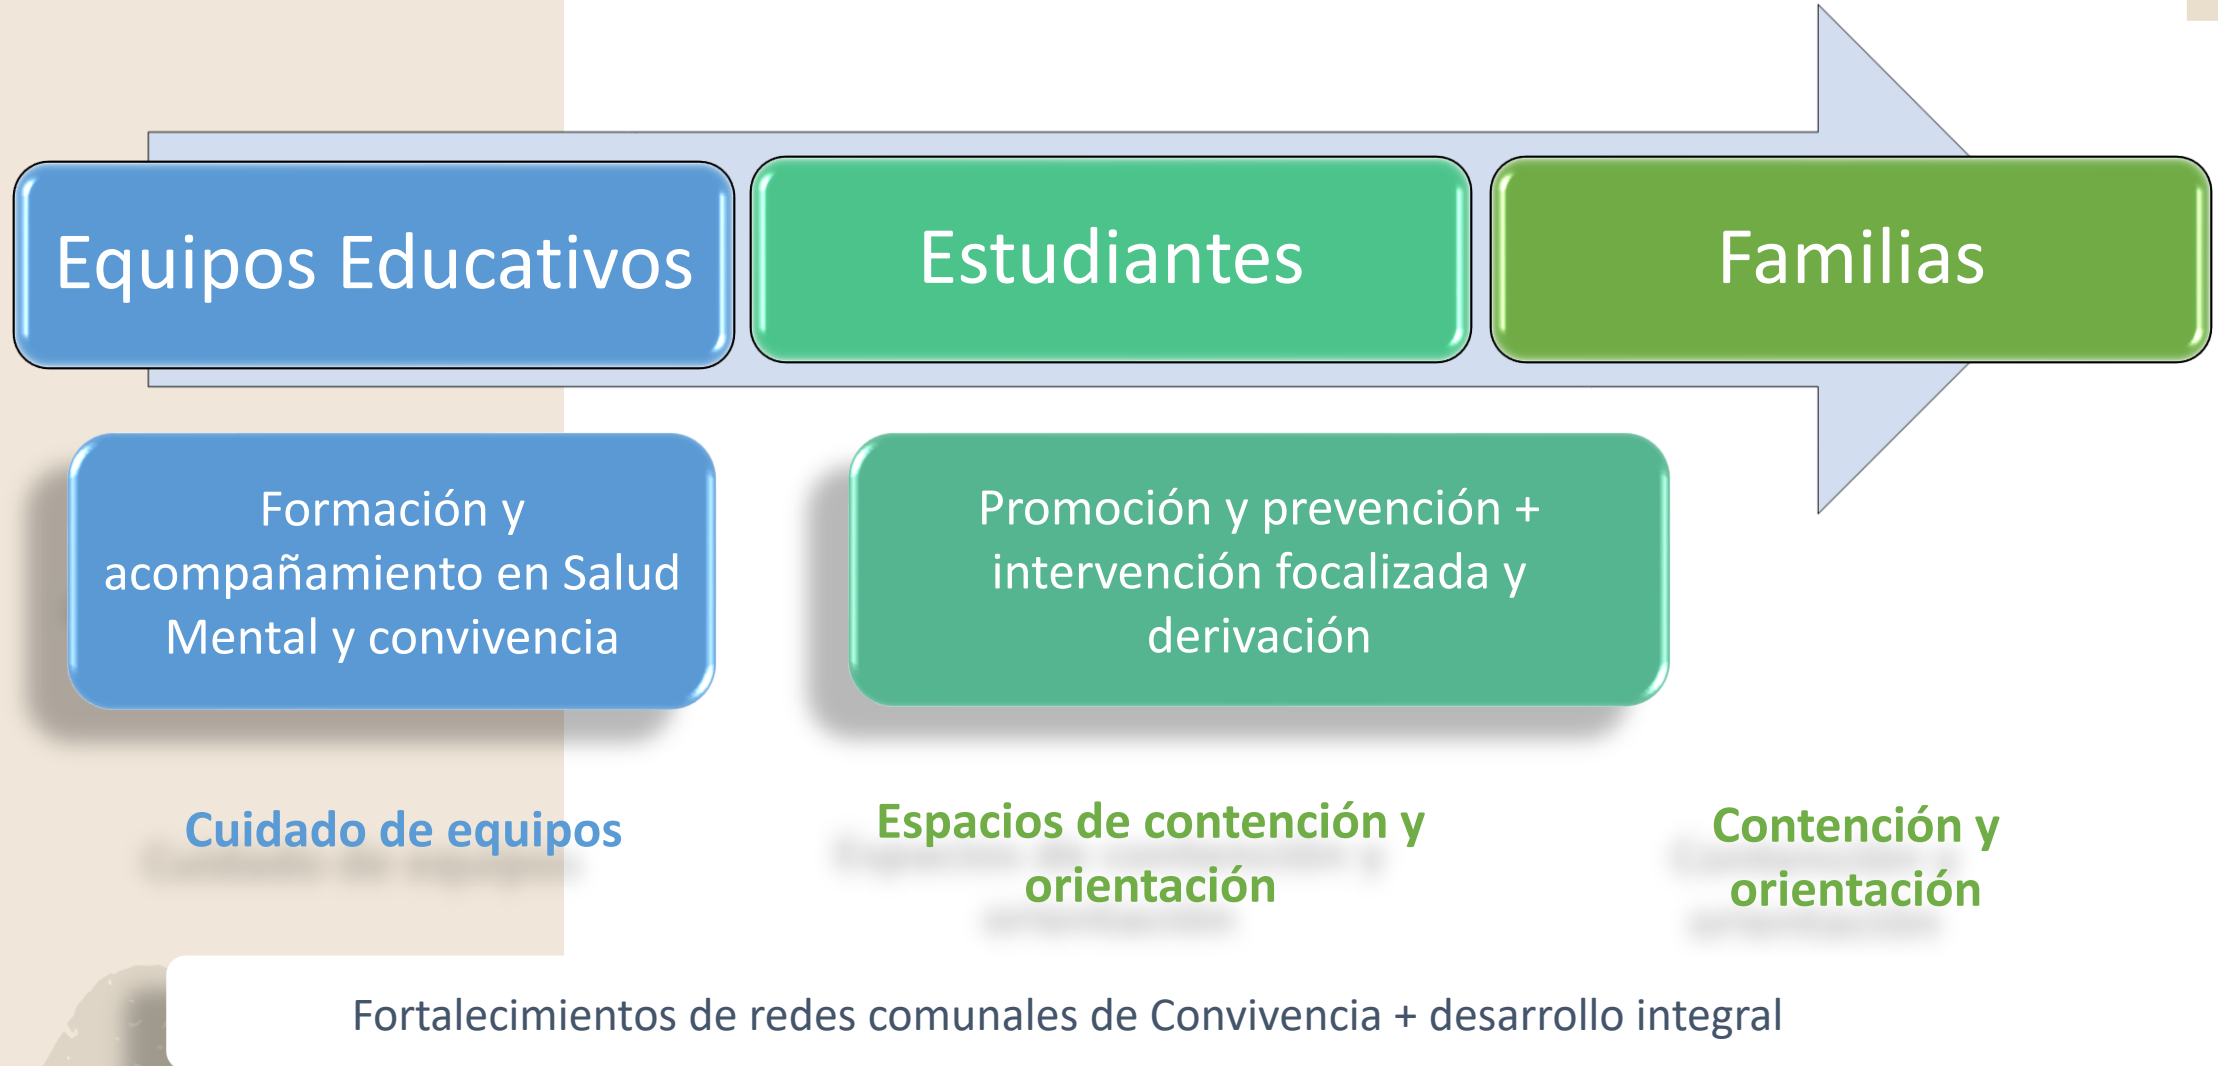 Equipos Educativos
Estudiantes
Familias
Formación y
acompañamiento en Salud
Mental y convivencia
Promoción y prevención +
intervención focalizada y
derivación
Cuidado de equipos
Espacios de contención y
orientación
Contención y
orientación
Fortalecimientos de redes comunales de Convivencia + desarrollo integral